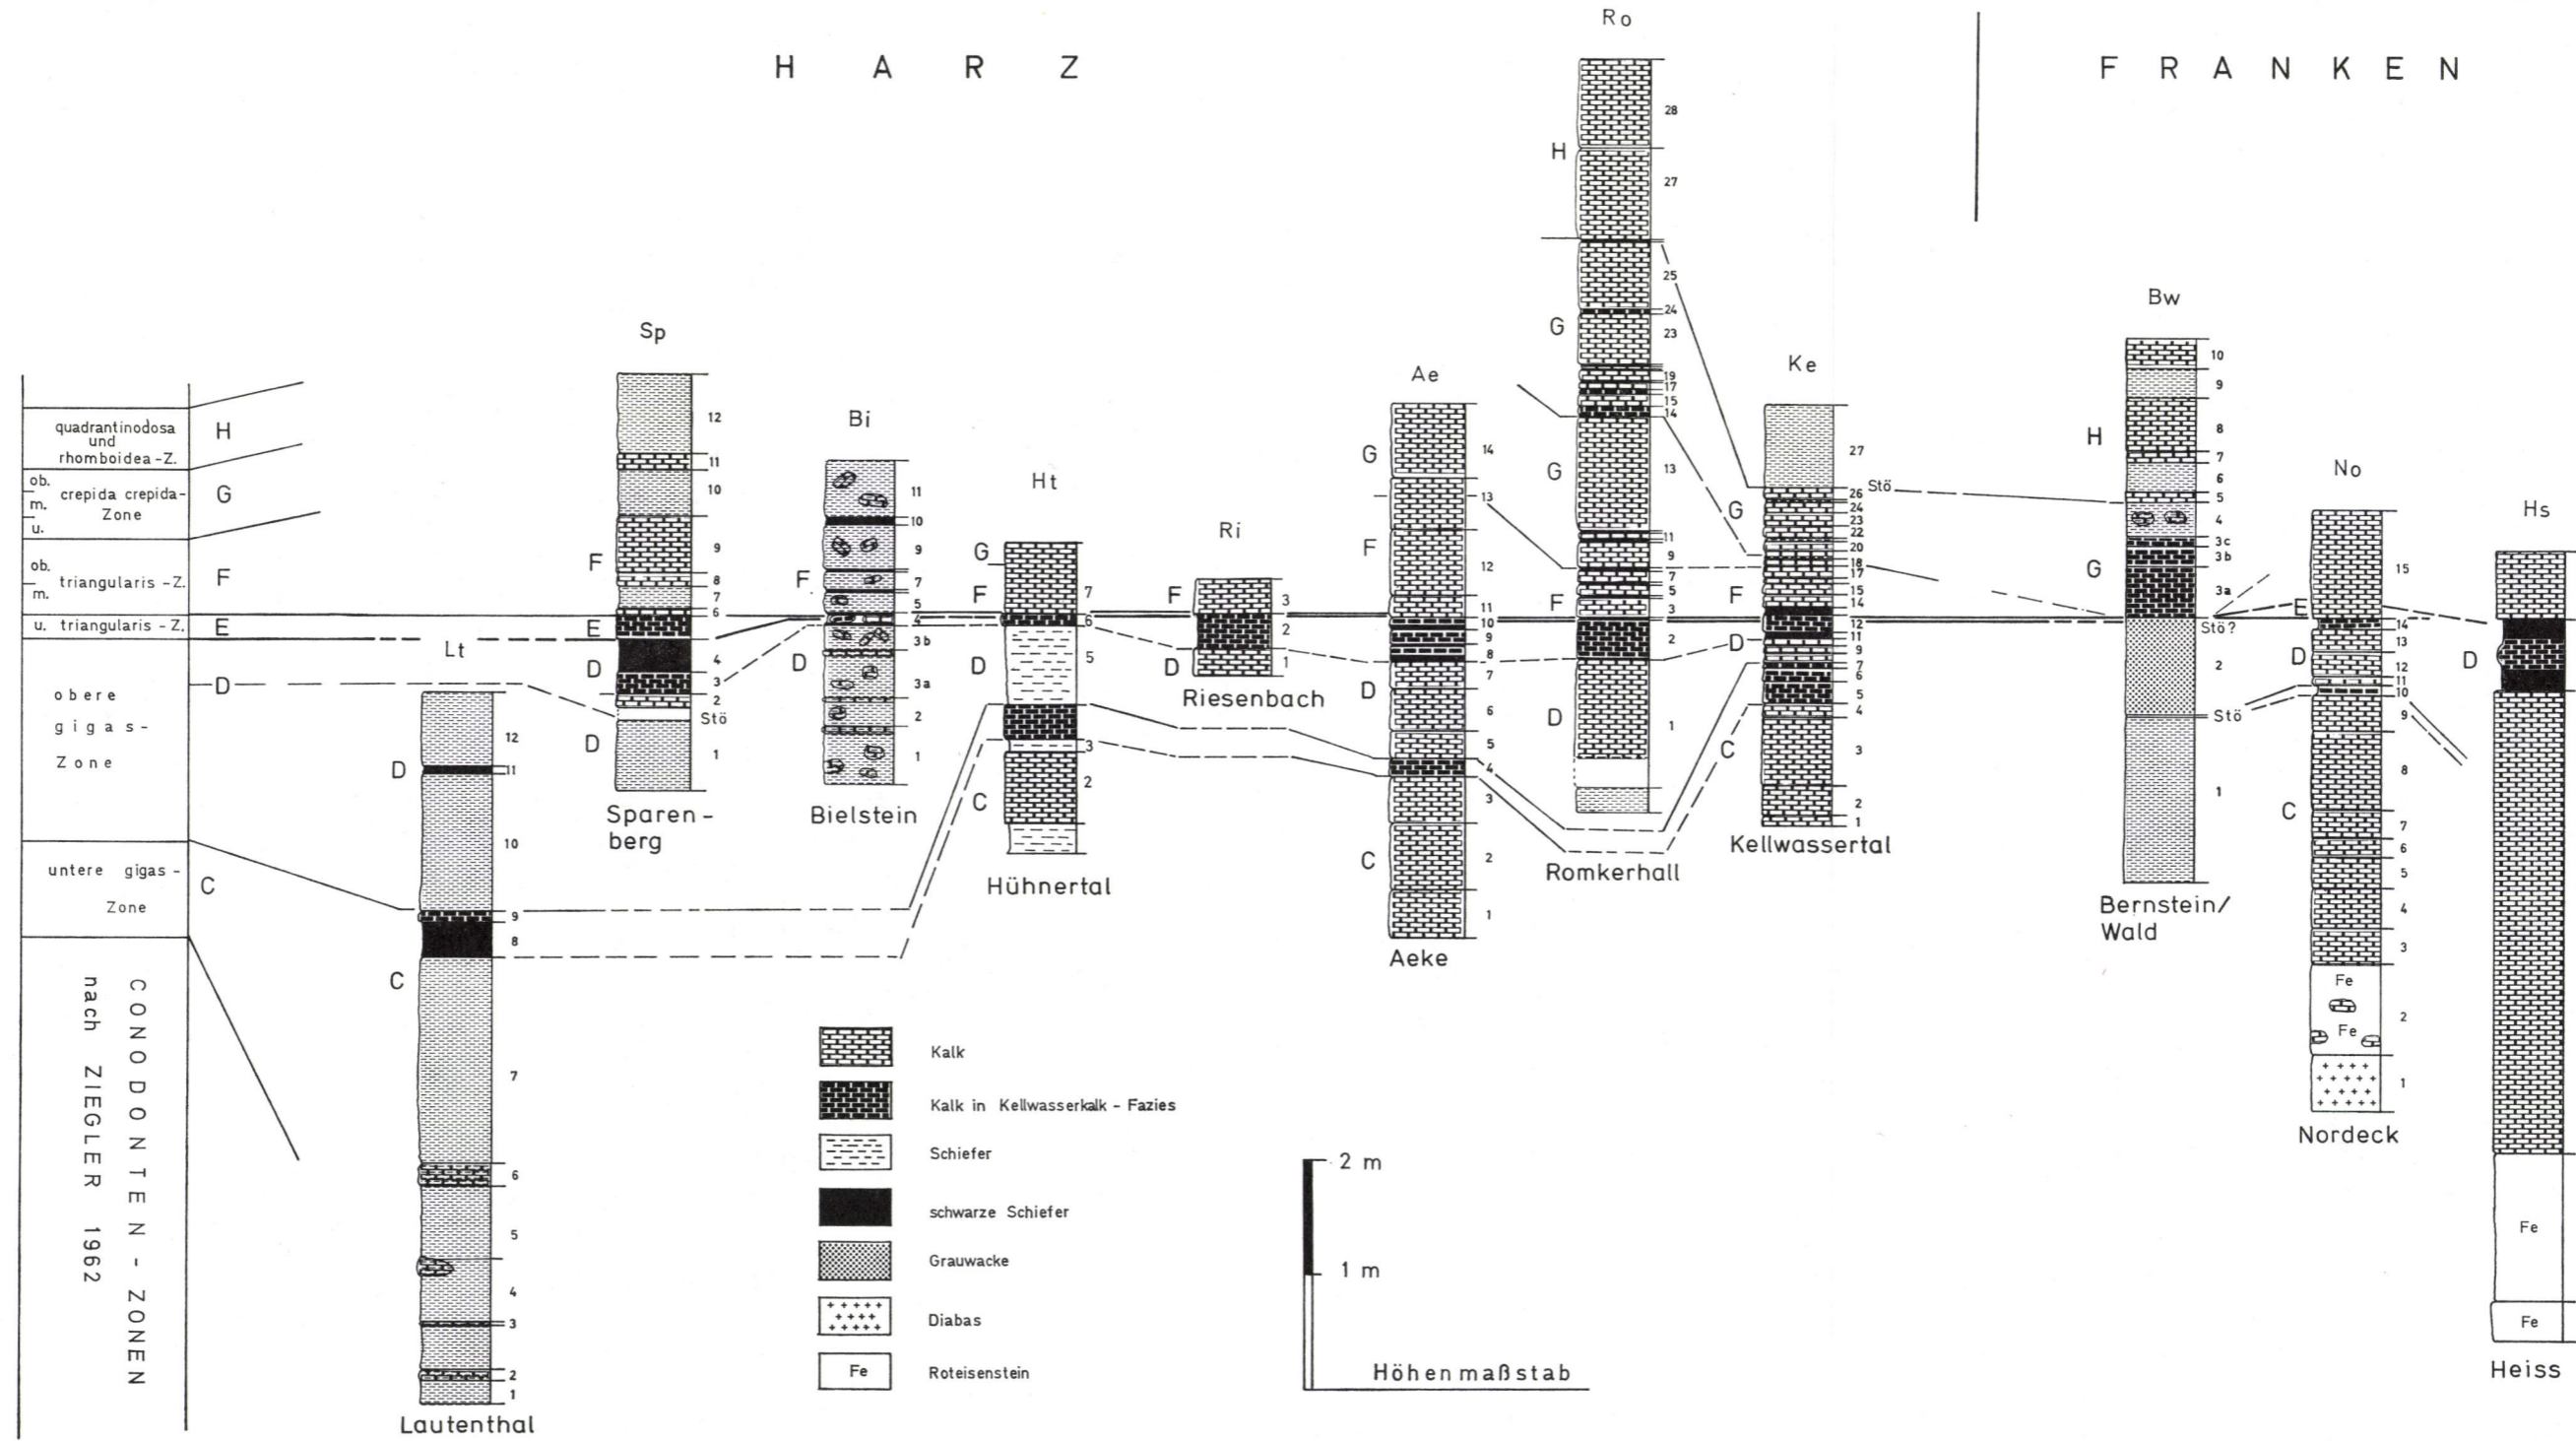 H A R Z
F R A N K E N
quadrantinodosa
und
rhomboidea-Z.
H
ob.
m.
u.
crepida crepida-
Zone
G
ob.
m.
triangularis-Z.
F
u. triangularis-Z.
E
D
obere
gigas-
Zone
untere gigas-
Zone
C
CONODONTEN-ZONEN
nach ZIEGLER 1962
Lt
D
C
12
11
10
9
8
7
6
5
4
3
2
1
Lautenthal
Sp
F
E
D
D
12
11
10
9
8
7
6
4
3
2
Stö
1
Sparen-
berg
Bi
F
D
11
10
9
7
5
4
3b
3a
2
1
Bielstein
Ht
G
F
D
C
7
6
5
3
2
Hühnertal
Ri
F
D
3
2
1
Riesenbach
Ae
G
F
D
C
14
13
12
11
10
9
8
7
6
5
4
3
2
1
Aeke
Ro
H
G
G
F
D
28
27
25
24
23
19
17
15
14
13
11
9
7
5
3
2
1
Romkerhall
Ke
G
F
D
C
27
26 Stö
24
23
22
20
18
17
15
14
12
11
9
7
6
5
4
3
2
1
Kellwassertal
Bw
H
G
10
9
8
7
6
5
4
3c
3b
3a
Stö?
2
Stö
1
Bernstein/
Wald
No
E
D
C
15
14
13
12
11
10
9
8
7
6
5
4
3
Fe
Fe
2
1
Nordeck
Hs
D
Fe
Fe
Heiss
Kalk
Kalk in Kellwasserkalk-Fazies
Schiefer
schwarze Schiefer
Grauwacke
Diabas
Fe
Roteisenstein
2 m
1 m
Höhenmaßstab